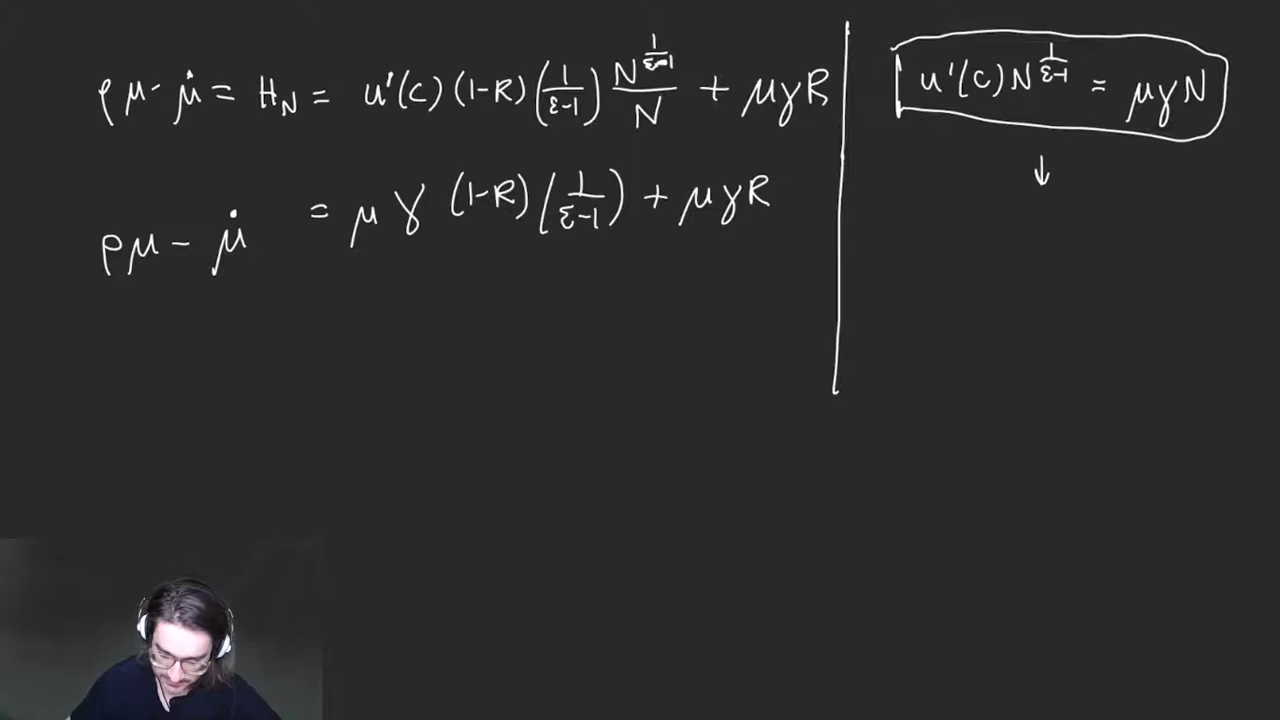 ρμ - μ̇ = H_N = u'(c) (1-R) (1/(ε-1)) N^(1/(ε-1))/N + μγR
ρμ - μ̇ = μγ (1-R) (1/(ε-1)) + μγR
u'(c) N^(1/(ε-1)) = μγN
↓